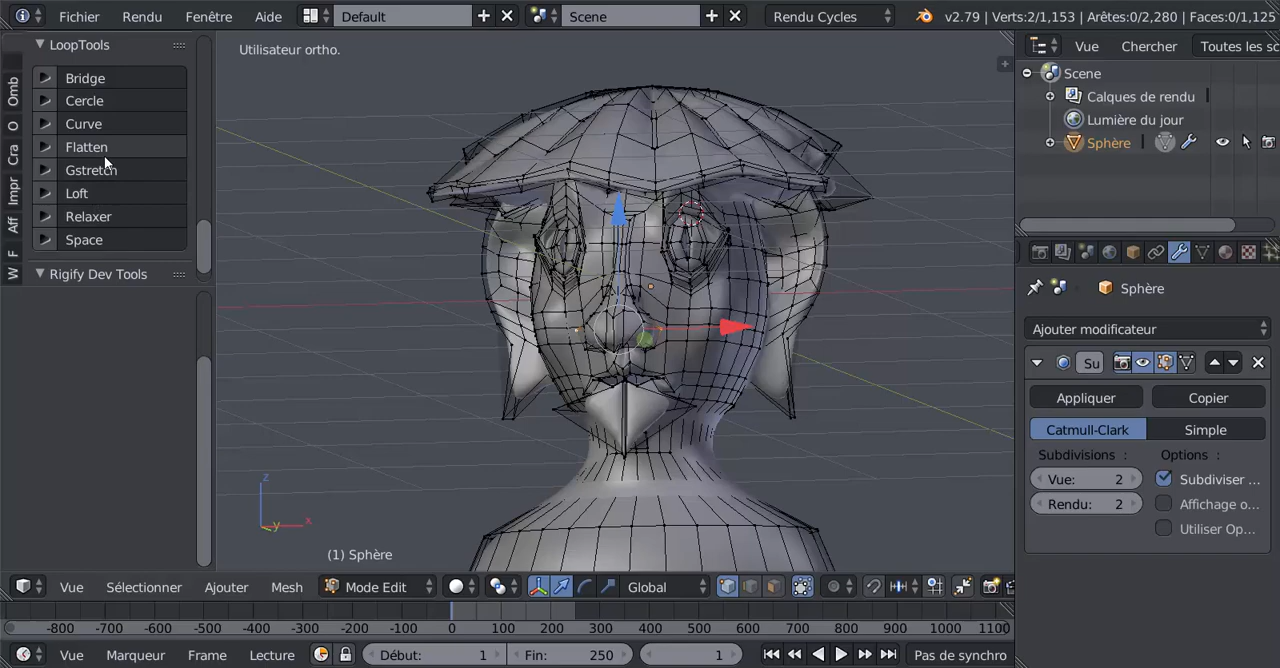 Fichier Rendu Fenêtre Aide Default Scene Rendu Cycles v2.79 | Verts:2/1,153 | Arêtes:0/2,280 | Faces:0/1,125
LoopTools
Bridge
Cercle
Curve
Flatten
Gstretch
Loft
Relaxer
Space
Rigify Dev Tools
Omb
O
Cra
Impr
Aff
F
W
Utilisateur ortho.
z
x
y
(1) Sphère
Vue Chercher Toutes les sc
Scene
Calques de rendu
Lumière du jour
Sphère
Sphère
Ajouter modificateur
Su
Appliquer Copier
Catmull-Clark Simple
Subdivisions : Options :
Vue: 2 Subdiviser ...
Rendu: 2 Affichage o...
Utiliser Op...
Vue Sélectionner Ajouter Mesh Mode Edit Global
-800 -700 -600 -500 -400 -300 -200 -100 0 100 200 300 400 500 600 700 800 900 1000 1100
Vue Marqueur Frame Lecture Début: 1 Fin: 250 1 Pas de synchro